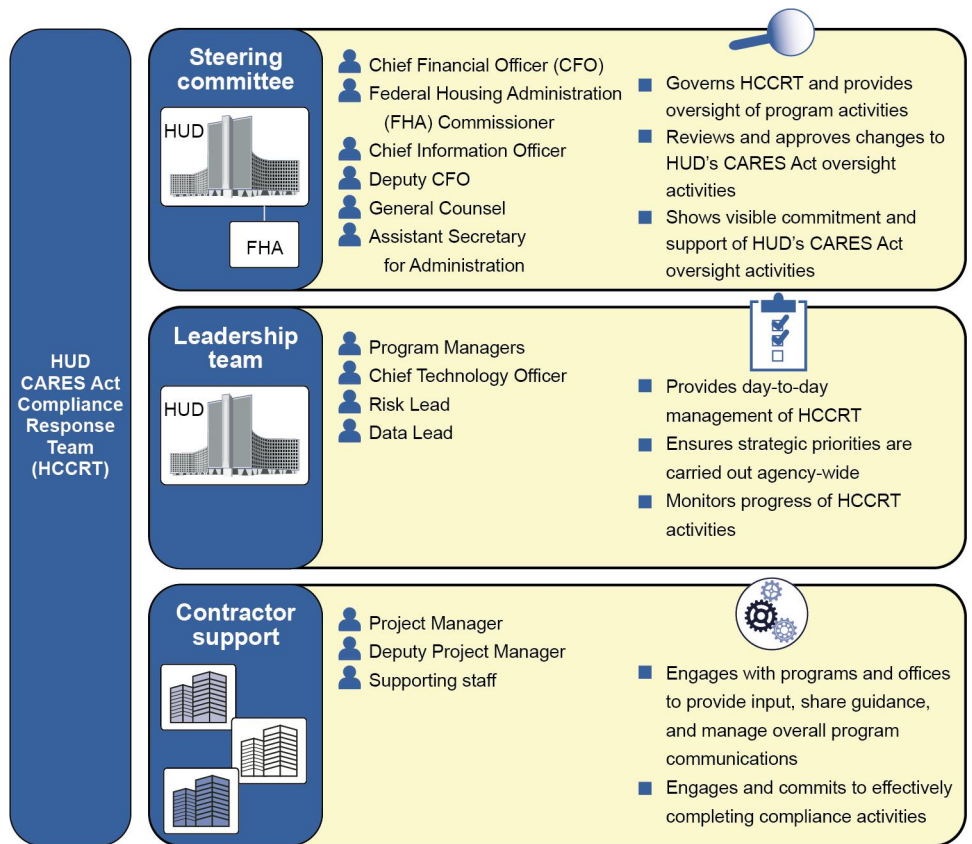 HUD
CARES Act
Compliance
Response
Team
(HCCRT)
Steering
committee
HUD
FHA
Chief Financial Officer (CFO)
Federal Housing Administration
(FHA) Commissioner
Chief Information Officer
Deputy CFO
General Counsel
Assistant Secretary
for Administration
Governs HCCRT and provides
oversight of program activities
Reviews and approves changes to
HUD's CARES Act oversight
activities
Shows visible commitment and
support of HUD's CARES Act
oversight activities
Leadership
team
HUD
Program Managers
Chief Technology Officer
Risk Lead
Data Lead
Provides day-to-day
management of HCCRT
Ensures strategic priorities are
carried out agency-wide
Monitors progress of HCCRT
activities
Contractor
support
Project Manager
Deputy Project Manager
Supporting staff
Engages with programs and offices
to provide input, share guidance,
and manage overall program
communications
Engages and commits to effectively
completing compliance activities